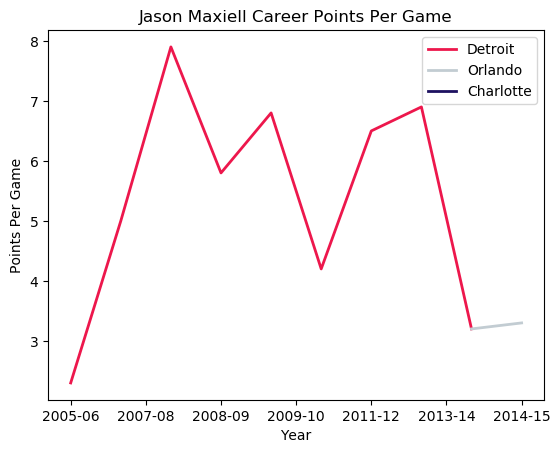 Jason Maxiell Career Points Per Game
Detroit
Orlando
Charlotte
Points Per Game
8
7
6
5
4
3
2005-06
2007-08
2008-09
2009-10
2011-12
2013-14
2014-15
Year